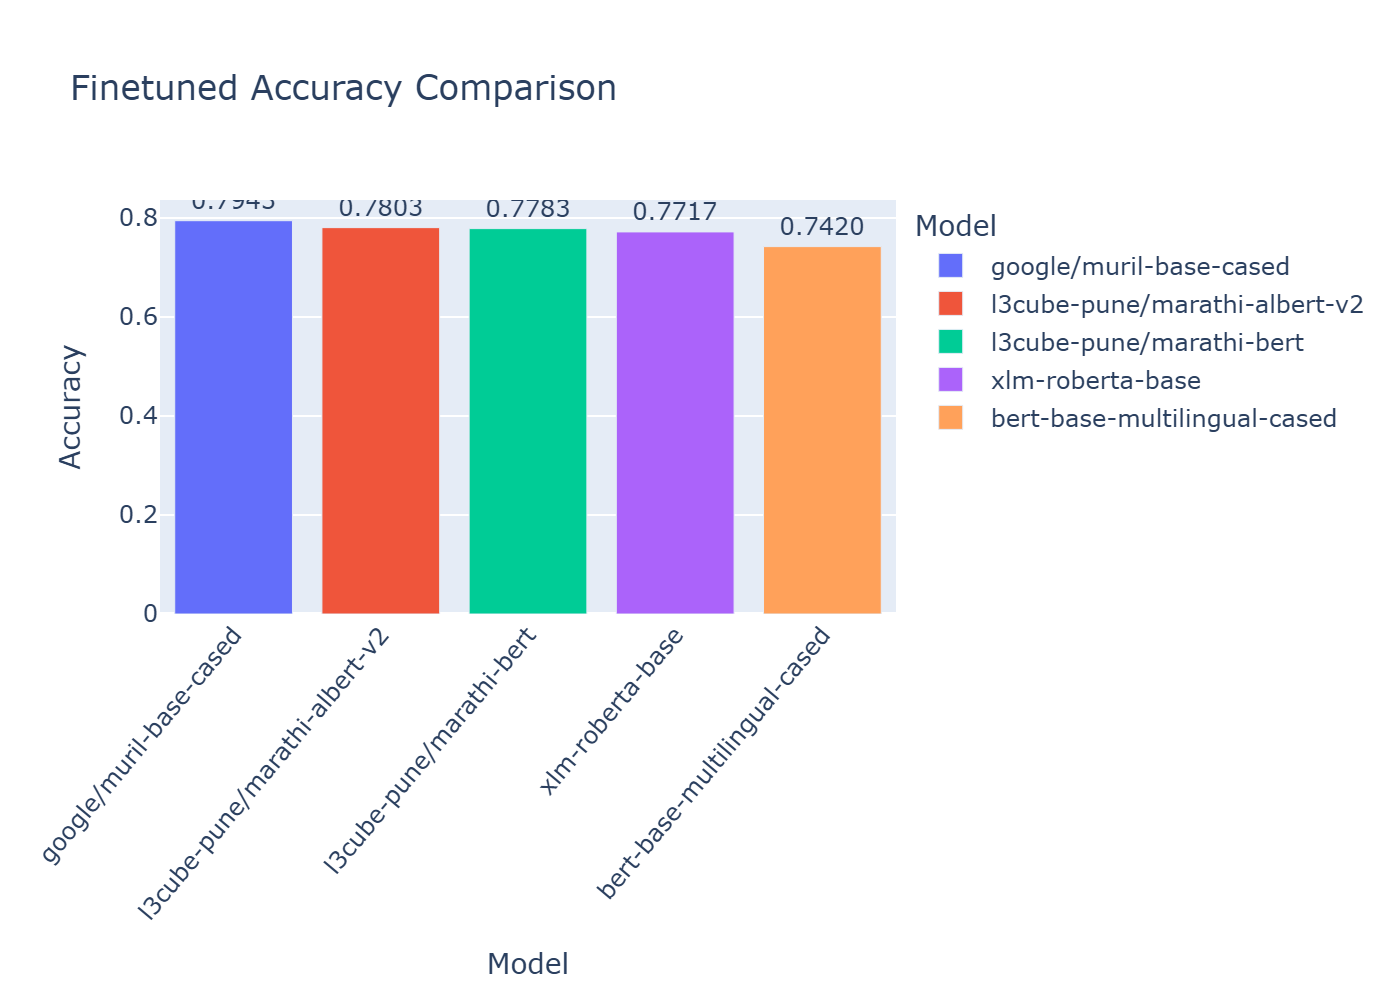 Finetuned Accuracy Comparison
0.7803
0.7783
0.7717
0.7420
0.8
0.6
0.4
0.2
0
Accuracy
google/muril-base-cased
l3cube-pune/marathi-albert-v2
l3cube-pune/marathi-bert
xlm-roberta-base
bert-base-multilingual-cased
Model
Model
google/muril-base-cased
l3cube-pune/marathi-albert-v2
l3cube-pune/marathi-bert
xlm-roberta-base
bert-base-multilingual-cased